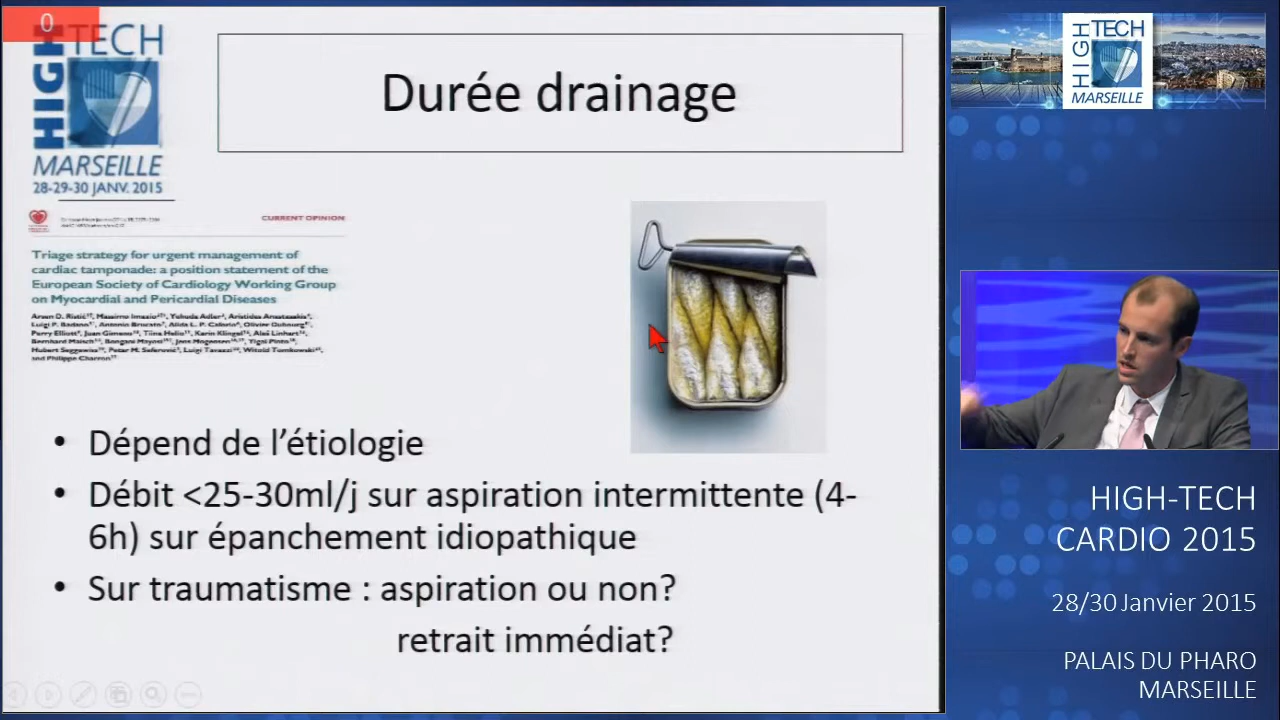 0
HIGH TECH
MARSEILLE
28-29-30 JANV. 2015
Durée drainage
CURRENT OPINION
Triage strategy for urgent management of
cardiac tamponade: a position statement of the
European Society of Cardiology Working Group
on Myocardial and Pericardial Diseases
• Dépend de l’étiologie
• Débit <25-30ml/j sur aspiration intermittente (4-
6h) sur épanchement idiopathique
• Sur traumatisme : aspiration ou non?
retrait immédiat?
HIGH TECH
MARSEILLE
HIGH-TECH
CARDIO 2015
28/30 Janvier 2015
PALAIS DU PHARO
MARSEILLE